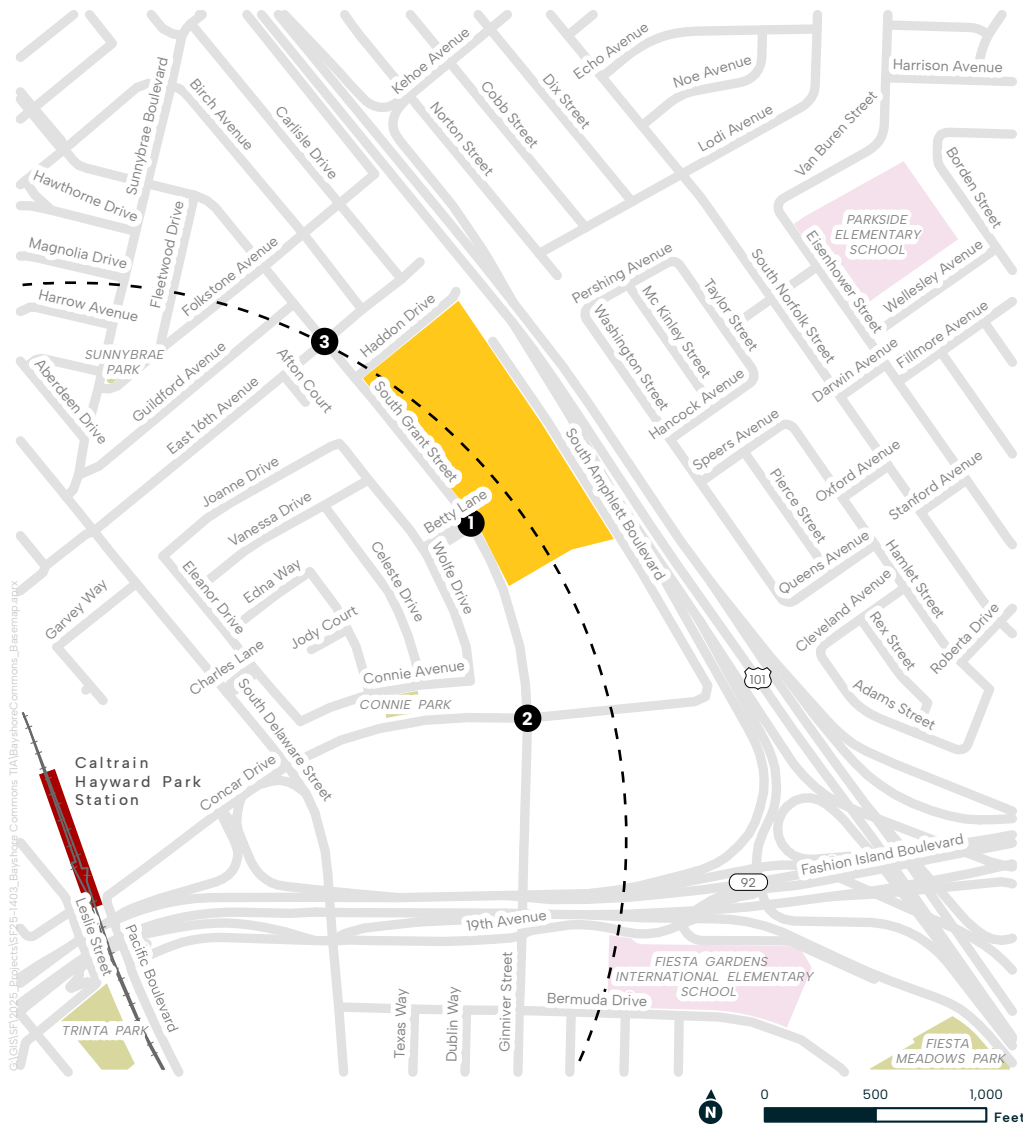 Kehoe Avenue
Echo Avenue
Noe Avenue
Harrison Avenue
Sunnybrae Boulevard
Birch Avenue
Carlisle Drive
Norton Street
Cobb Street
Dix Street
Lodi Avenue
Van Buren Street
Borden Street
Hawthorne Drive
PARKSIDE
ELEMENTARY
SCHOOL
Magnolia Drive
Fleetwood Drive
Folkstone Avenue
Pershing Avenue
South Norfolk Street
Eisenhower Street
Wellesley Avenue
Harrow Avenue
3
Haddon Drive
Washington Street
Mc Kinley Street
Taylor Street
Fillmore Avenue
SUNNYBRAE
PARK
Guildford Avenue
Afton Court
Darwin Avenue
Aberdeen Drive
East 16th Avenue
South Grant Street
Hancock Avenue
Speers Avenue
Joanne Drive
South Amphlett Boulevard
Oxford Avenue
Vanessa Drive
Betty Lane
1
Pierce Street
Stanford Avenue
Eleanor Drive
Edna Way
Celeste Drive
Wolfe Drive
Queens Avenue
Hamlet Street
Garvey Way
Jody Court
Cleveland Avenue
Rex Street
Roberta Drive
Charles Lane
Connie Avenue
101
CONNIE PARK
Adams Street
South Delaware Street
2
Caltrain
Hayward Park
Station
Concar Drive
Fashion Island Boulevard
92
Leslie Street
19th Avenue
Pacific Boulevard
FIESTA GARDENS
INTERNATIONAL ELEMENTARY
SCHOOL
Bermuda Drive
Texas Way
Dublin Way
Ginniver Street
TRINTA PARK
FIESTA
MEADOWS PARK
G:\GIS\SF\2025_Projects\SF25-1403_Bayshore Commons TIA\BayshoreCommons_Basemap.aprx
N
0 500 1,000
Feet